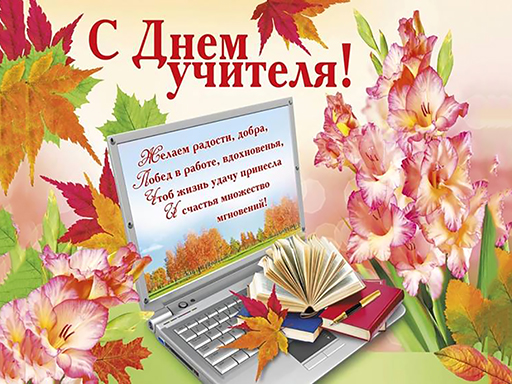 С Днем
учителя!
Желаем радости, добра,
Побед в работе, вдохновенья,
Чтоб жизнь удачу принесла
И счастья множество
мгновений!